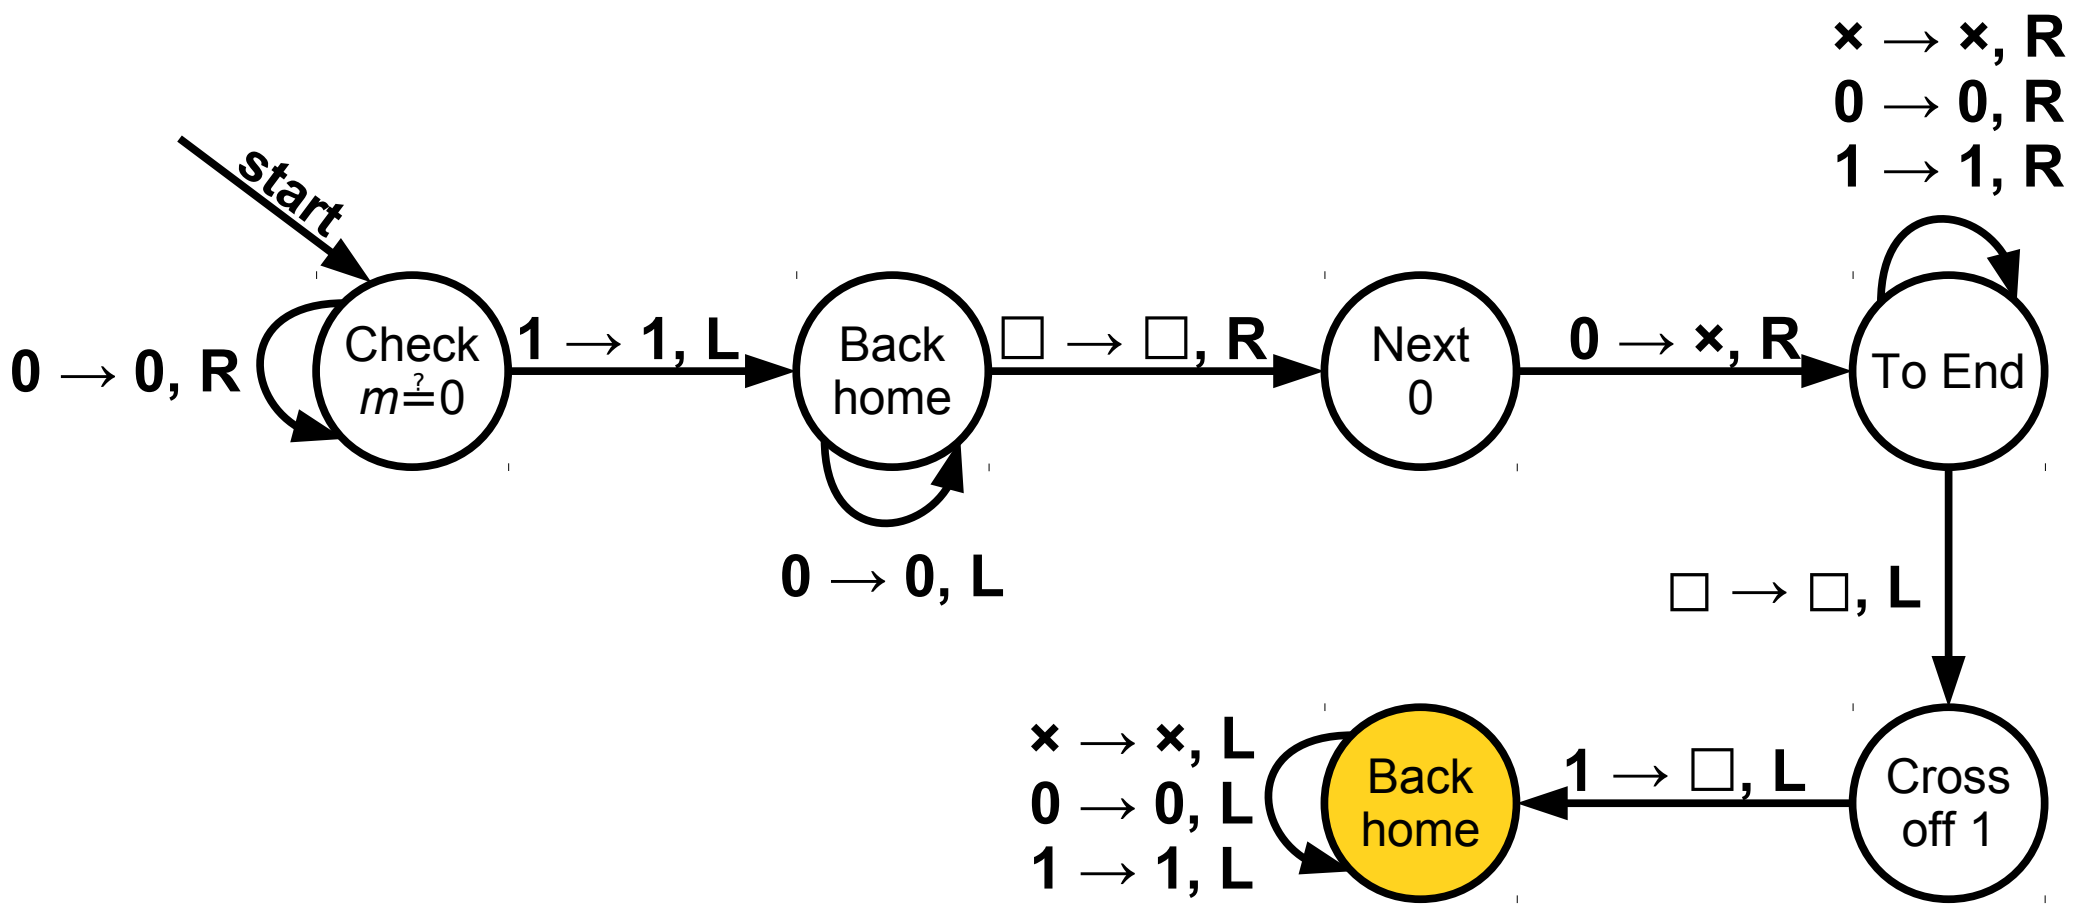 × → ×, R
0 → 0, R
1 → 1, R
start
0 → 0, R
Check
m≟0
1 → 1, L
Back
home
□ → □, R
Next
0
0 → ×, R
To End
0 → 0, L
□ → □, L
× → ×, L
0 → 0, L
1 → 1, L
Back
home
1 → □, L
Cross
off 1